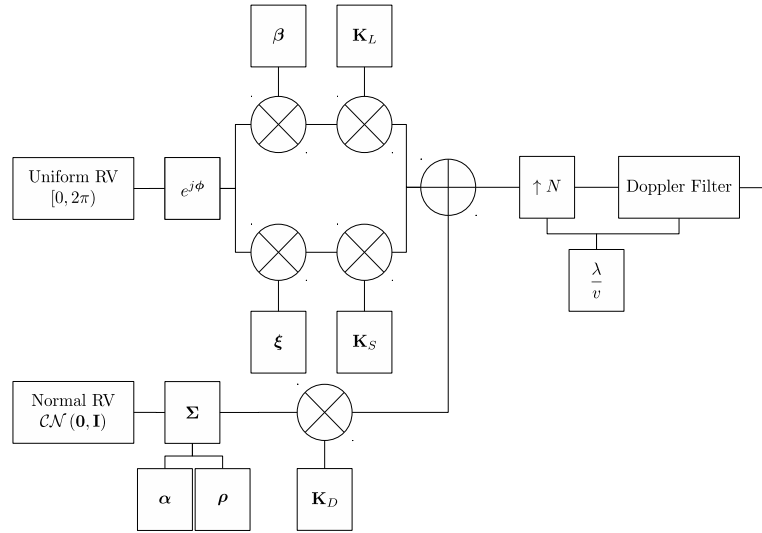 β K_L
Uniform RV
[0, 2π)
e^{jϕ}
↑ N
Doppler Filter
λ
v
ξ K_S
Normal RV
𝒞𝒩 (0, I)
Σ
α ρ
K_D